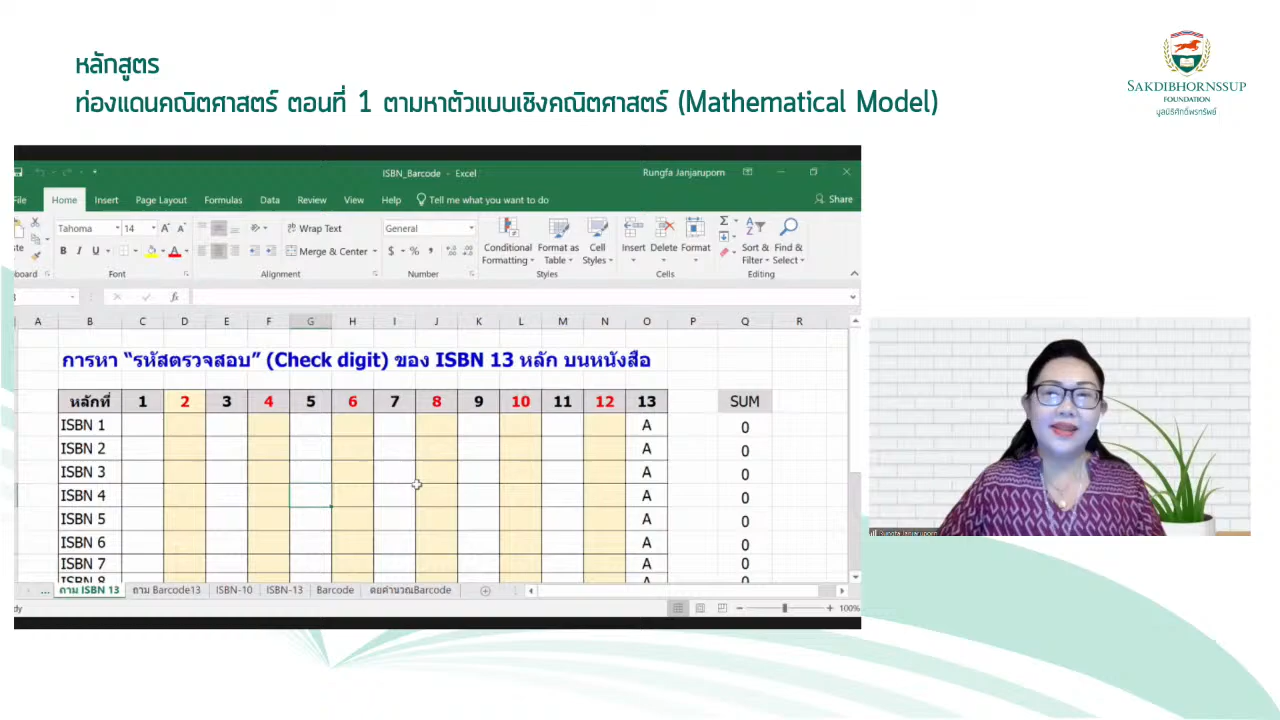 หลักสูตร
ท่องแดนคณิตศาสตร์ ตอนที่ 1 ตามหาตัวแบบเชิงคณิตศาสตร์ (Mathematical Model)
SAKDIBHORNSSUP
FOUNDATION
มูลนิธิศักดิ์พรทรัพย์
ISBN_Barcode - Excel
Rungfa Janjaruporn
File Home Insert Page Layout Formulas Data Review View Help Tell me what you want to do Share
Tahoma 14 Wrap Text General
B I U Merge & Center $ % Conditional Formatting Format as Table Cell Styles Insert Delete Format Sort & Filter Find & Select
Font Alignment Number Styles Cells Editing
A B C D E F G H I J K L M N O P Q R
การหา “รหัสตรวจสอบ” (Check digit) ของ ISBN 13 หลัก บนหนังสือ
หลักที่ 1 2 3 4 5 6 7 8 9 10 11 12 13 SUM
ISBN 1 A 0
ISBN 2 A 0
ISBN 3 A 0
ISBN 4 A 0
ISBN 5 A 0
ISBN 6 A 0
ISBN 7 A 0
ISBN 8 A 0
... ถาม ISBN 13 ถาม Barcode13 ISBN-10 ISBN-13 Barcode เฉลยคำนวณBarcode
100%
Rungfa Janjaruporn